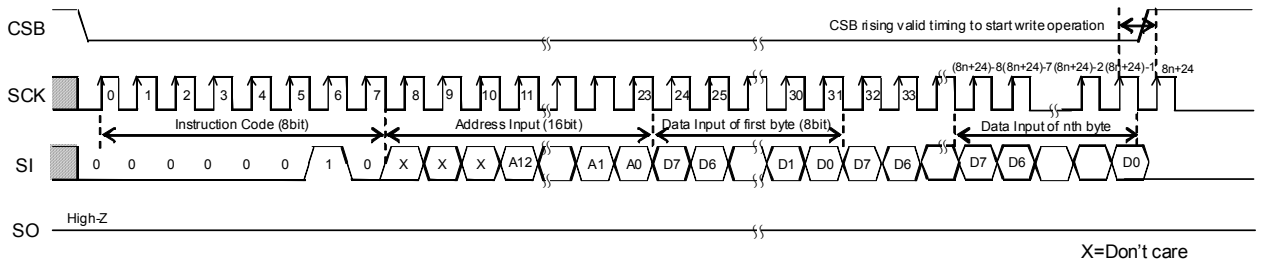 CSB
CSB rising valid timing to start write operation
(8n+24)-8(8n+24)-7(8n+24)-2(8n+24)-1 8n+24
SCK 0 1 2 3 4 5 6 7 8 9 10 11 23 24 25 30 31 32 33
Instruction Code (8bit) Address Input (16bit) Data Input of first byte (8bit) Data Input of nth byte
SI 0 0 0 0 0 0 1 0 X X X A12 A1 A0 D7 D6 D1 D0 D7 D6 D7 D6 D0
High-Z
SO
X=Don't care